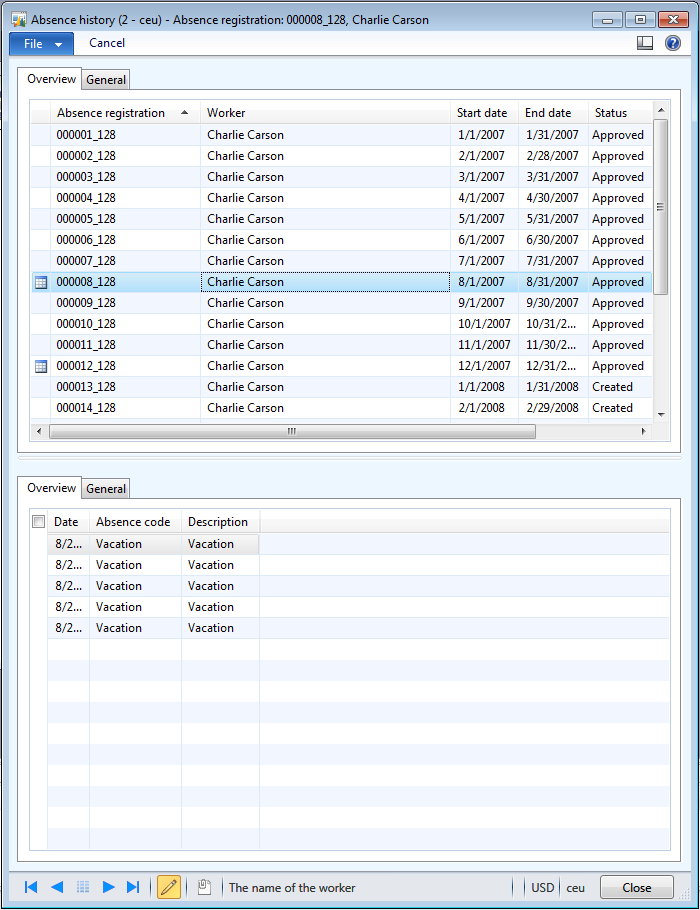 Absence history (2 - ceu) - Absence registration: 000008_128, Charlie Carson
File Cancel
Overview General
Absence registration Worker Start date End date Status
000001_128 Charlie Carson 1/1/2007 1/31/2007 Approved
000002_128 Charlie Carson 2/1/2007 2/28/2007 Approved
000003_128 Charlie Carson 3/1/2007 3/31/2007 Approved
000004_128 Charlie Carson 4/1/2007 4/30/2007 Approved
000005_128 Charlie Carson 5/1/2007 5/31/2007 Approved
000006_128 Charlie Carson 6/1/2007 6/30/2007 Approved
000007_128 Charlie Carson 7/1/2007 7/31/2007 Approved
000008_128 Charlie Carson 8/1/2007 8/31/2007 Approved
000009_128 Charlie Carson 9/1/2007 9/30/2007 Approved
000010_128 Charlie Carson 10/1/2007 10/31/2... Approved
000011_128 Charlie Carson 11/1/2007 11/30/2... Approved
000012_128 Charlie Carson 12/1/2007 12/31/2... Approved
000013_128 Charlie Carson 1/1/2008 1/31/2008 Created
000014_128 Charlie Carson 2/1/2008 2/29/2008 Created
Overview General
Date Absence code Description
8/2... Vacation Vacation
8/2... Vacation Vacation
8/2... Vacation Vacation
8/2... Vacation Vacation
8/2... Vacation Vacation
The name of the worker USD ceu Close